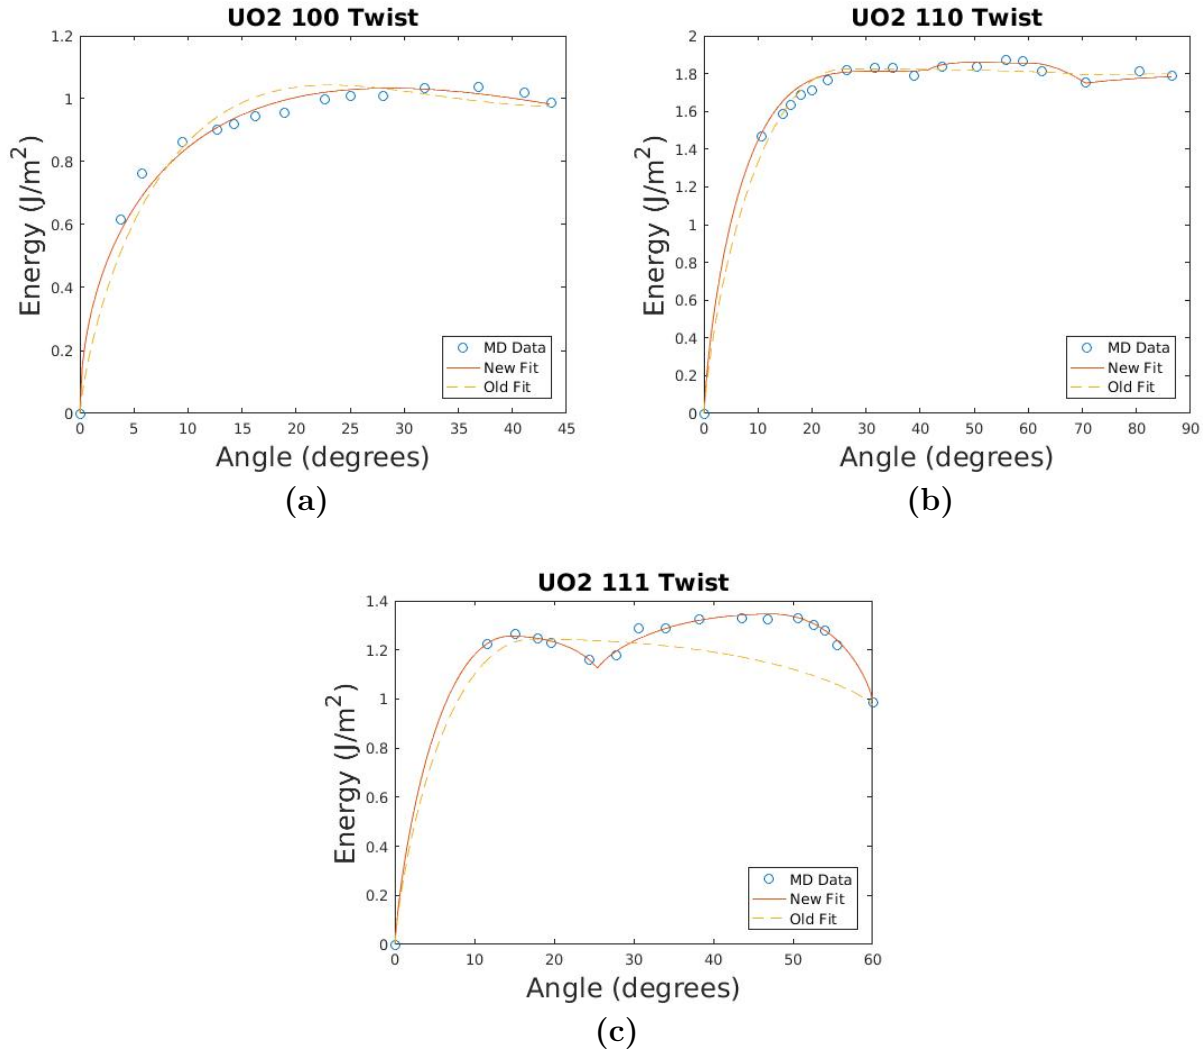 UO2 100 Twist
1.2
1
0.8
0.6
0.4
0.2
0
Energy (J/m²)
0 5 10 15 20 25 30 35 40 45
Angle (degrees)
MD Data
New Fit
Old Fit
(a)
UO2 110 Twist
2
1.8
1.6
1.4
1.2
1
0.8
0.6
0.4
0.2
0
Energy (J/m²)
0 10 20 30 40 50 60 70 80 90
Angle (degrees)
MD Data
New Fit
Old Fit
(b)
UO2 111 Twist
1.4
1.2
1
0.8
0.6
0.4
0.2
0
Energy (J/m²)
0 10 20 30 40 50 60
Angle (degrees)
MD Data
New Fit
Old Fit
(c)